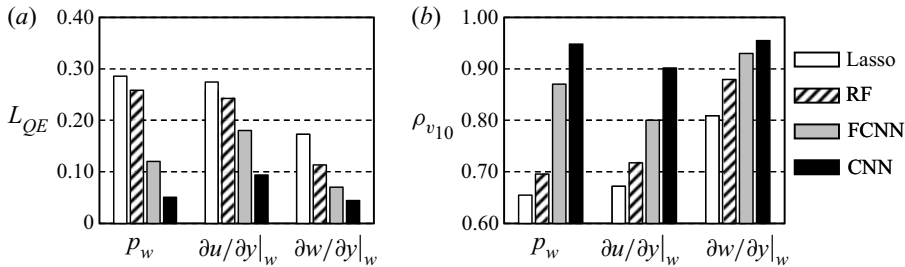 (a)
0.40
0.30
0.20
0.10
0
L_QE
p_w
∂u/∂y|_w
∂w/∂y|_w
(b)
1.00
0.90
0.80
0.70
0.60
ρ_v10
p_w
∂u/∂y|_w
∂w/∂y|_w
Lasso
RF
FCNN
CNN